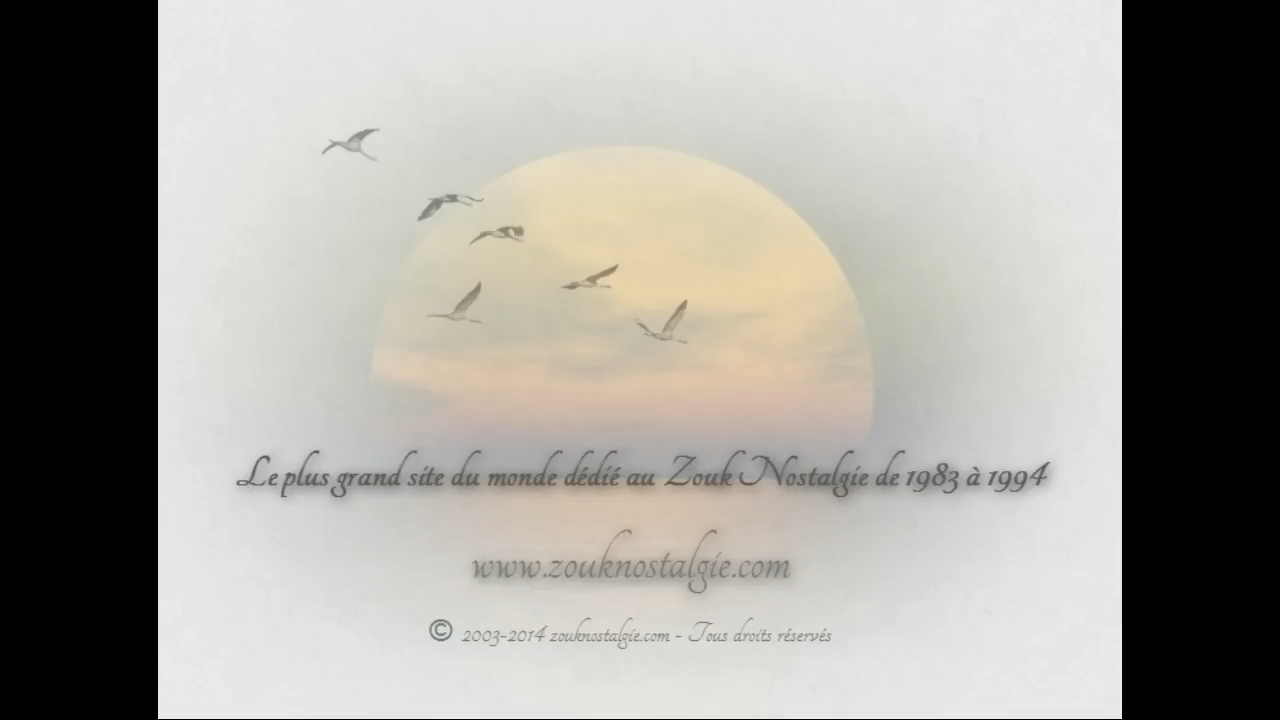 Le plus grand site du monde dédié au Zouk Nostalgie de 1983 à 1994
www.zouknostalgie.com
© 2003-2014 zouknostalgie.com - Tous droits réservés